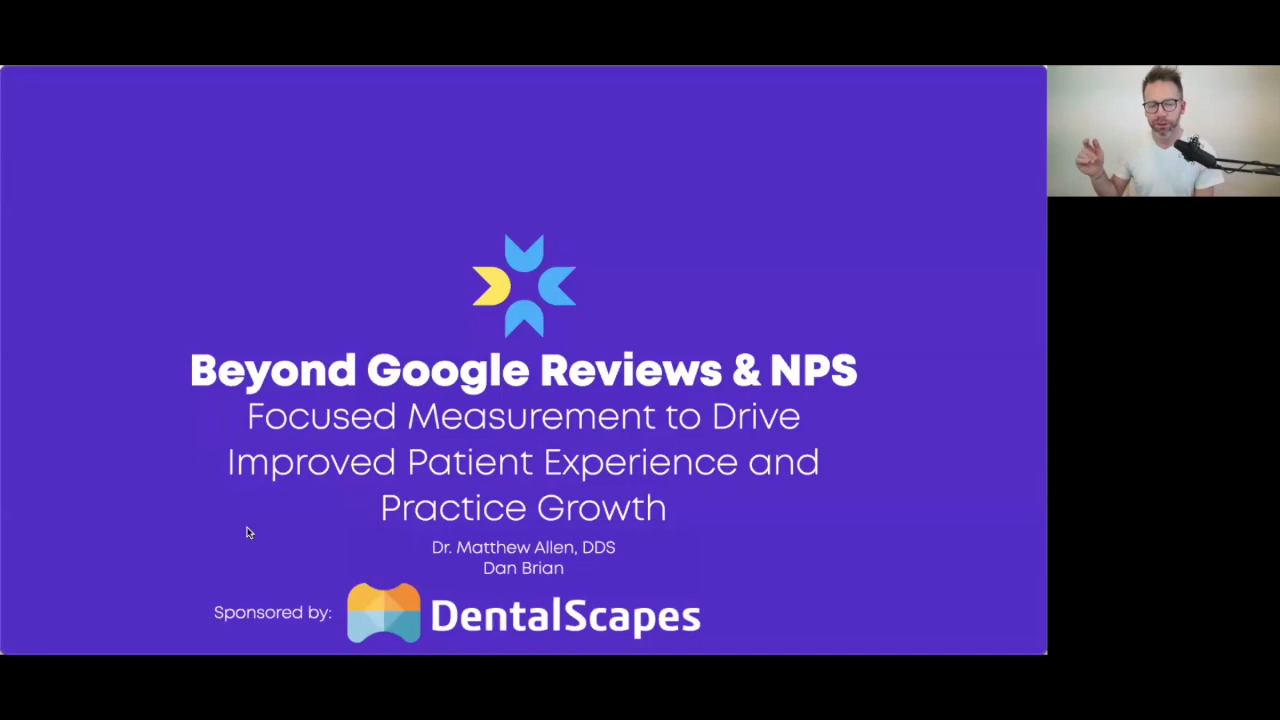 Beyond Google Reviews & NPS
Focused Measurement to Drive
Improved Patient Experience and
Practice Growth
Dr. Matthew Allen, DDS
Dan Brian
Sponsored by: DentalScapes